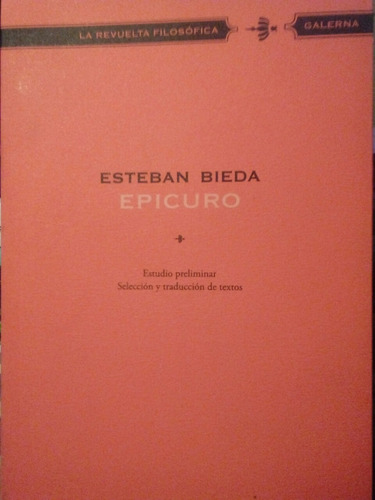 LA REVUELTA FILOSÓFICA GALERNA
ESTEBAN BIEDA
EPICURO
Estudio preliminar
Selección y traducción de textos